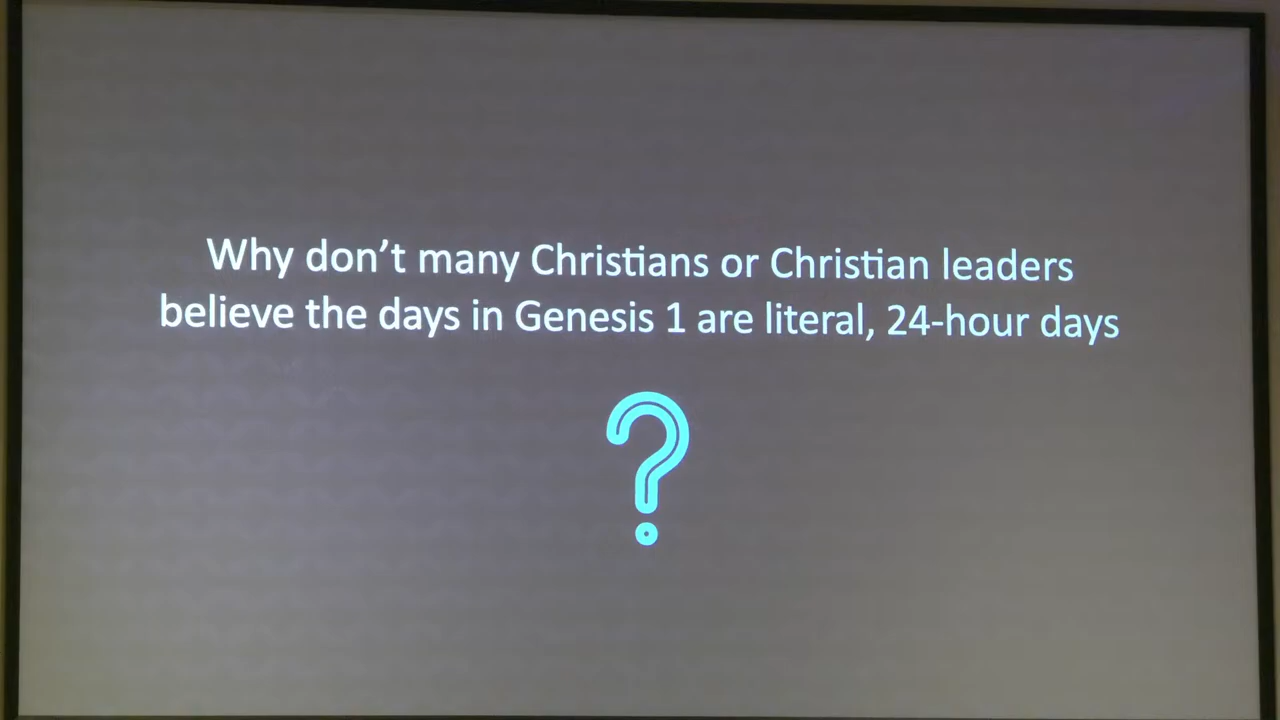 Why don't many Christians or Christian leaders
believe the days in Genesis 1 are literal, 24-hour days
?